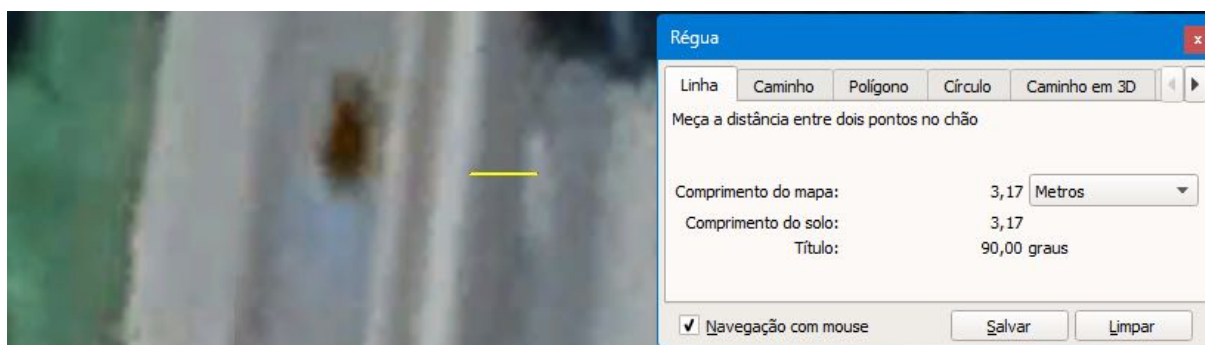 Régua
x
Linha Caminho Polígono Círculo Caminho em 3D
Meça a distância entre dois pontos no chão
Comprimento do mapa: 3,17 Metros
Comprimento do solo: 3,17
Título: 90,00 graus
Navegação com mouse Salvar Limpar